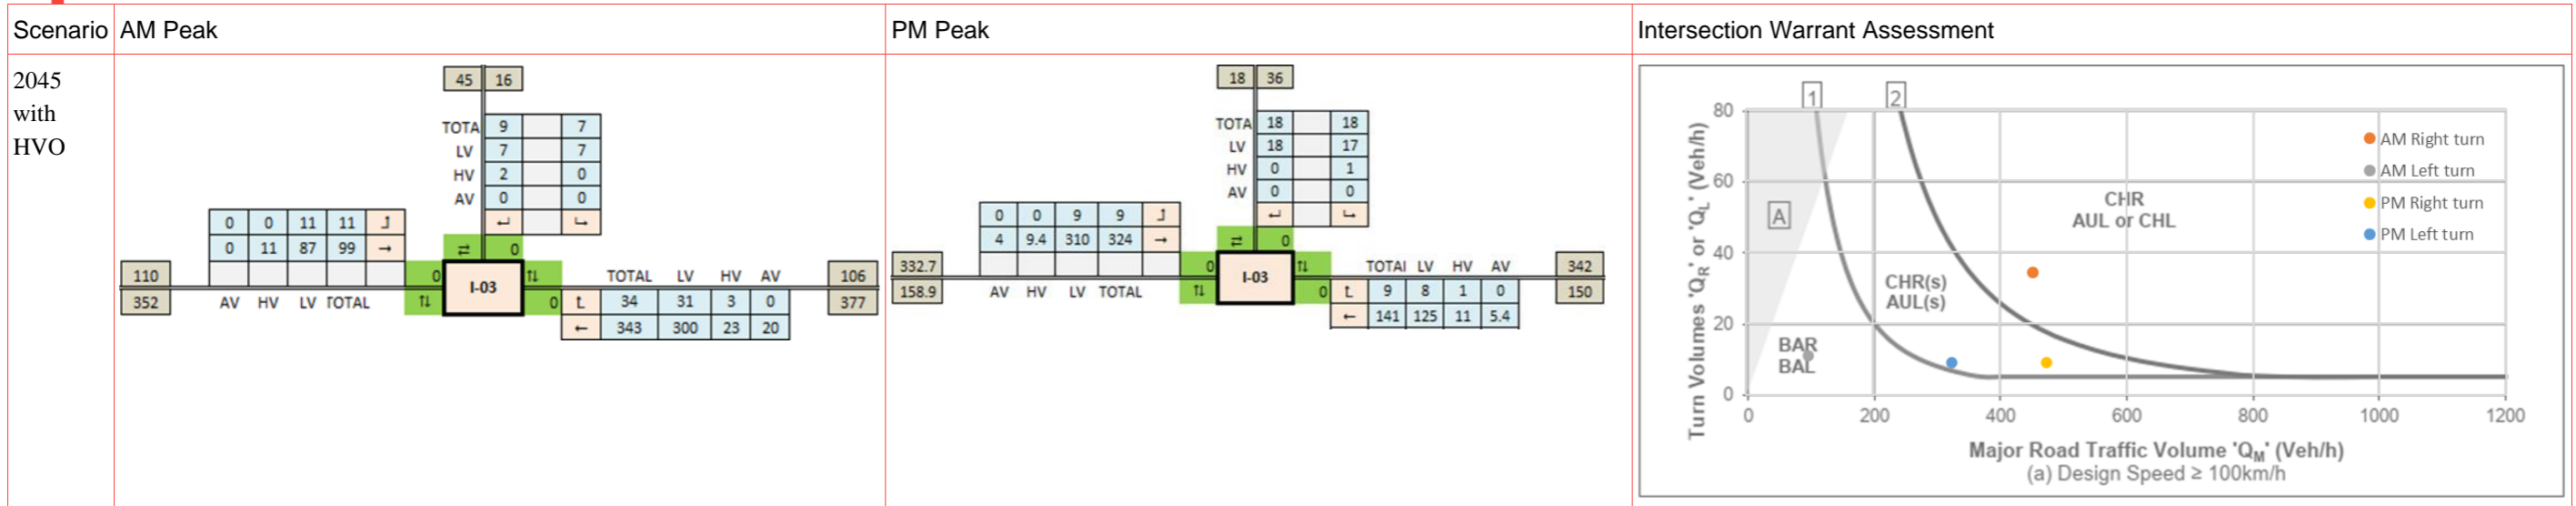 Scenario AM Peak PM Peak Intersection Warrant Assessment
2045
with
HVO
45 16
TOTA 9 7
LV 7 7
HV 2 0
AV 0 0
↵ ↳
0 0 11 11 ⅃
0 11 87 99 →
⇄ 0
110
352
AV HV LV TOTAL
0
⇅
I-03
⇅
0
TOTAL LV HV AV
t 34 31 3 0
← 343 300 23 20
106
377
18 36
TOTA 18 18
LV 18 17
HV 0 1
AV 0 0
↵ ↳
0 0 9 9 ⅃
4 9.4 310 324 →
⇄ 0
332.7
158.9
AV HV LV TOTAL
0
⇅
I-03
⇅
0
TOTAL LV HV AV
t 9 8 1 0
← 141 125 11 5.4
342
150
1 2
80
60
40
20
0
Turn Volumes 'QR' or 'QL' (Veh/h)
A
BAR
BAL
CHR(s)
AUL(s)
CHR
AUL or CHL
AM Right turn
AM Left turn
PM Right turn
PM Left turn
0 200 400 600 800 1000 1200
Major Road Traffic Volume 'QM' (Veh/h)
(a) Design Speed ≥ 100km/h